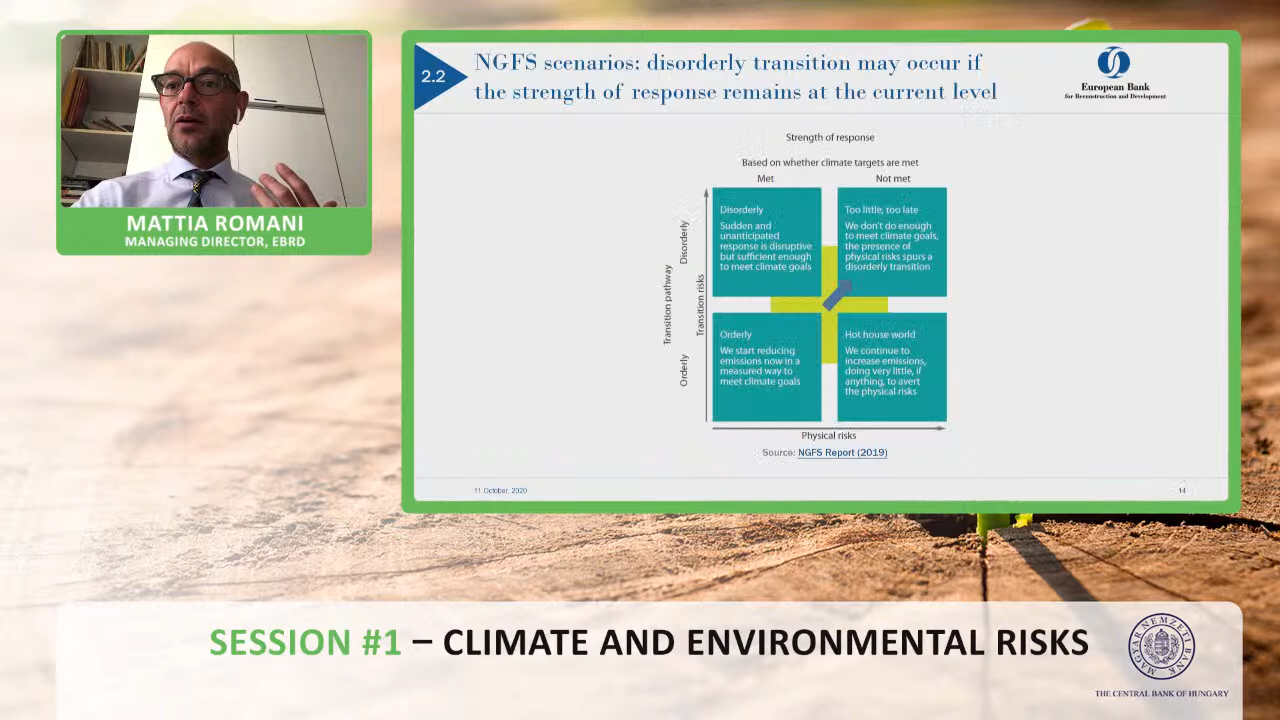 MATTIA ROMANI
MANAGING DIRECTOR, EBRD
2.2
NGFS scenarios: disorderly transition may occur if
the strength of response remains at the current level
European Bank
for Reconstruction and Development
Strength of response
Based on whether climate targets are met
Met
Not met
Transition pathway
Disorderly
Orderly
Transition risks
Disorderly
Sudden and
unanticipated
response is disruptive
but sufficient enough
to meet climate goals
Too little, too late
We don't do enough
to meet climate goals,
the presence of
physical risks spurs a
disorderly transition
Orderly
We start reducing
emissions now in a
measured way to
meet climate goals
Hot house world
We continue to
increase emissions,
doing very little, if
anything, to avert
the physical risks
Physical risks
Source: NGFS Report (2019)
11 October, 2020
14
SESSION #1 – CLIMATE AND ENVIRONMENTAL RISKS
MAGYAR NEMZETI BANK
THE CENTRAL BANK OF HUNGARY